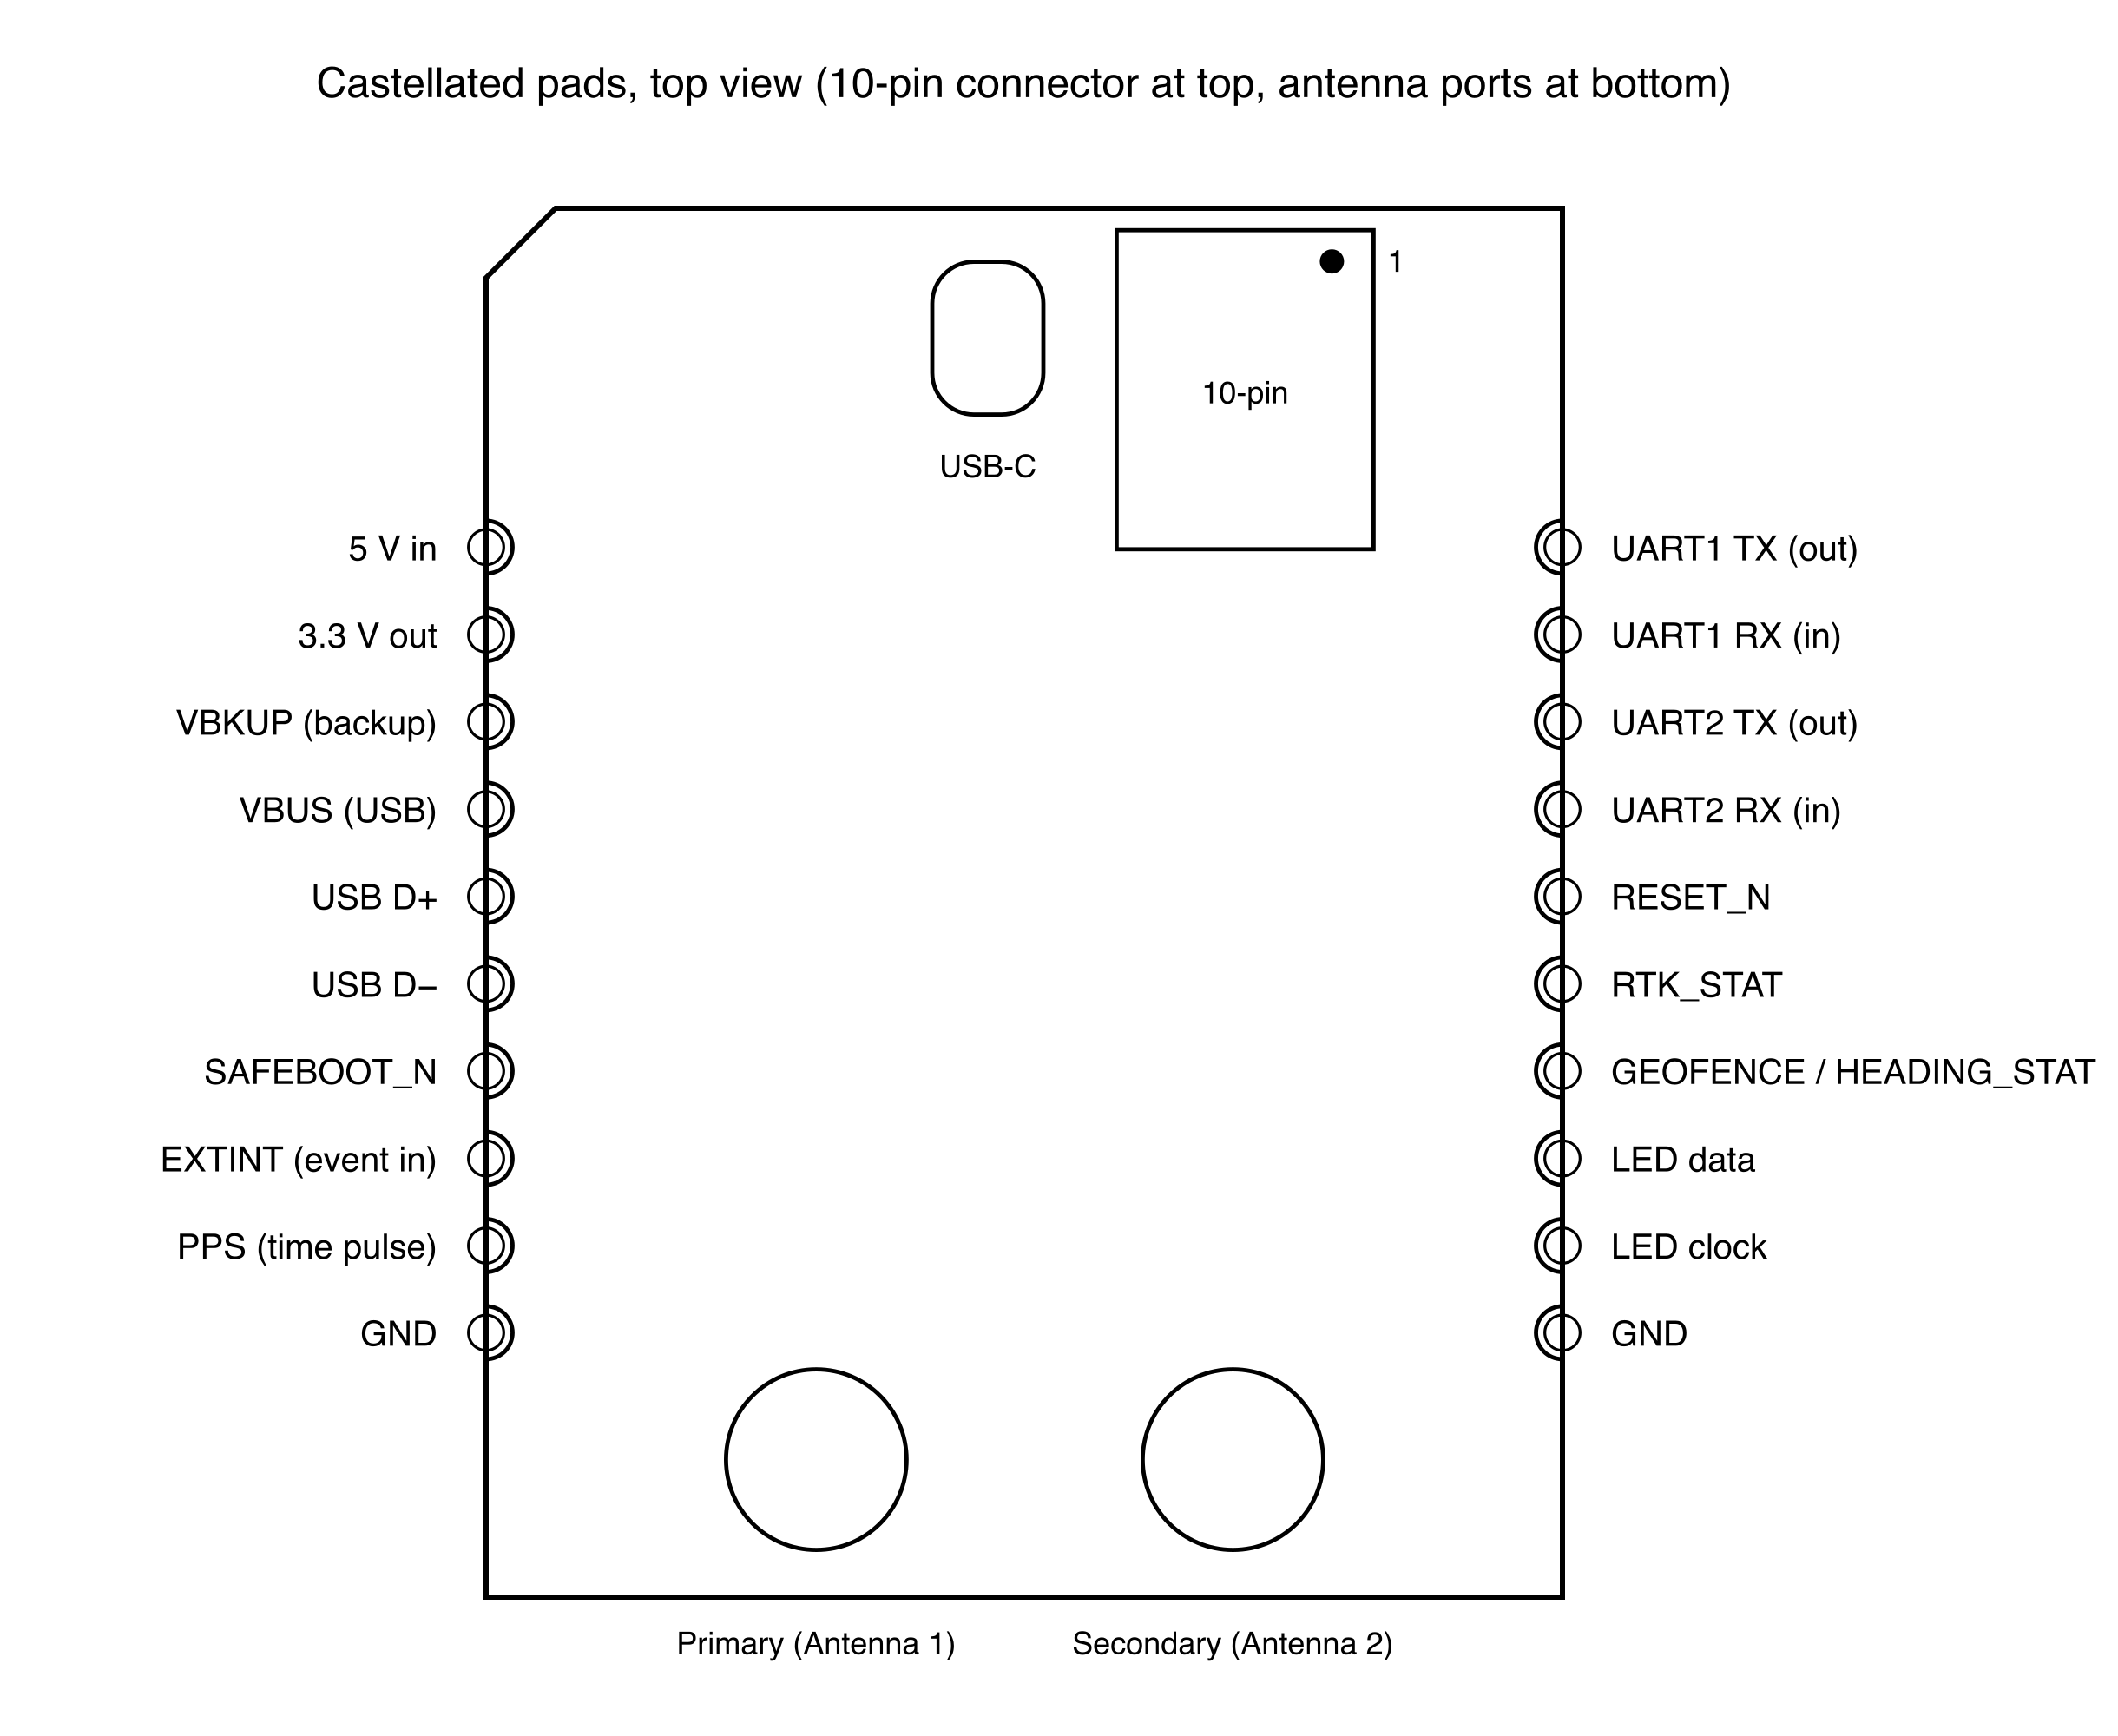 Castellated pads, top view (10-pin connector at top, antenna ports at bottom)
1
10-pin
USB-C
5 V in
UART1 TX (out)
3.3 V out
UART1 RX (in)
VBKUP (backup)
UART2 TX (out)
VBUS (USB)
UART2 RX (in)
USB D+
RESET_N
USB D−
RTK_STAT
SAFEBOOT_N
GEOFENCE / HEADING_STAT
EXTINT (event in)
LED data
PPS (time pulse)
LED clock
GND
GND
Primary (Antenna 1)
Secondary (Antenna 2)